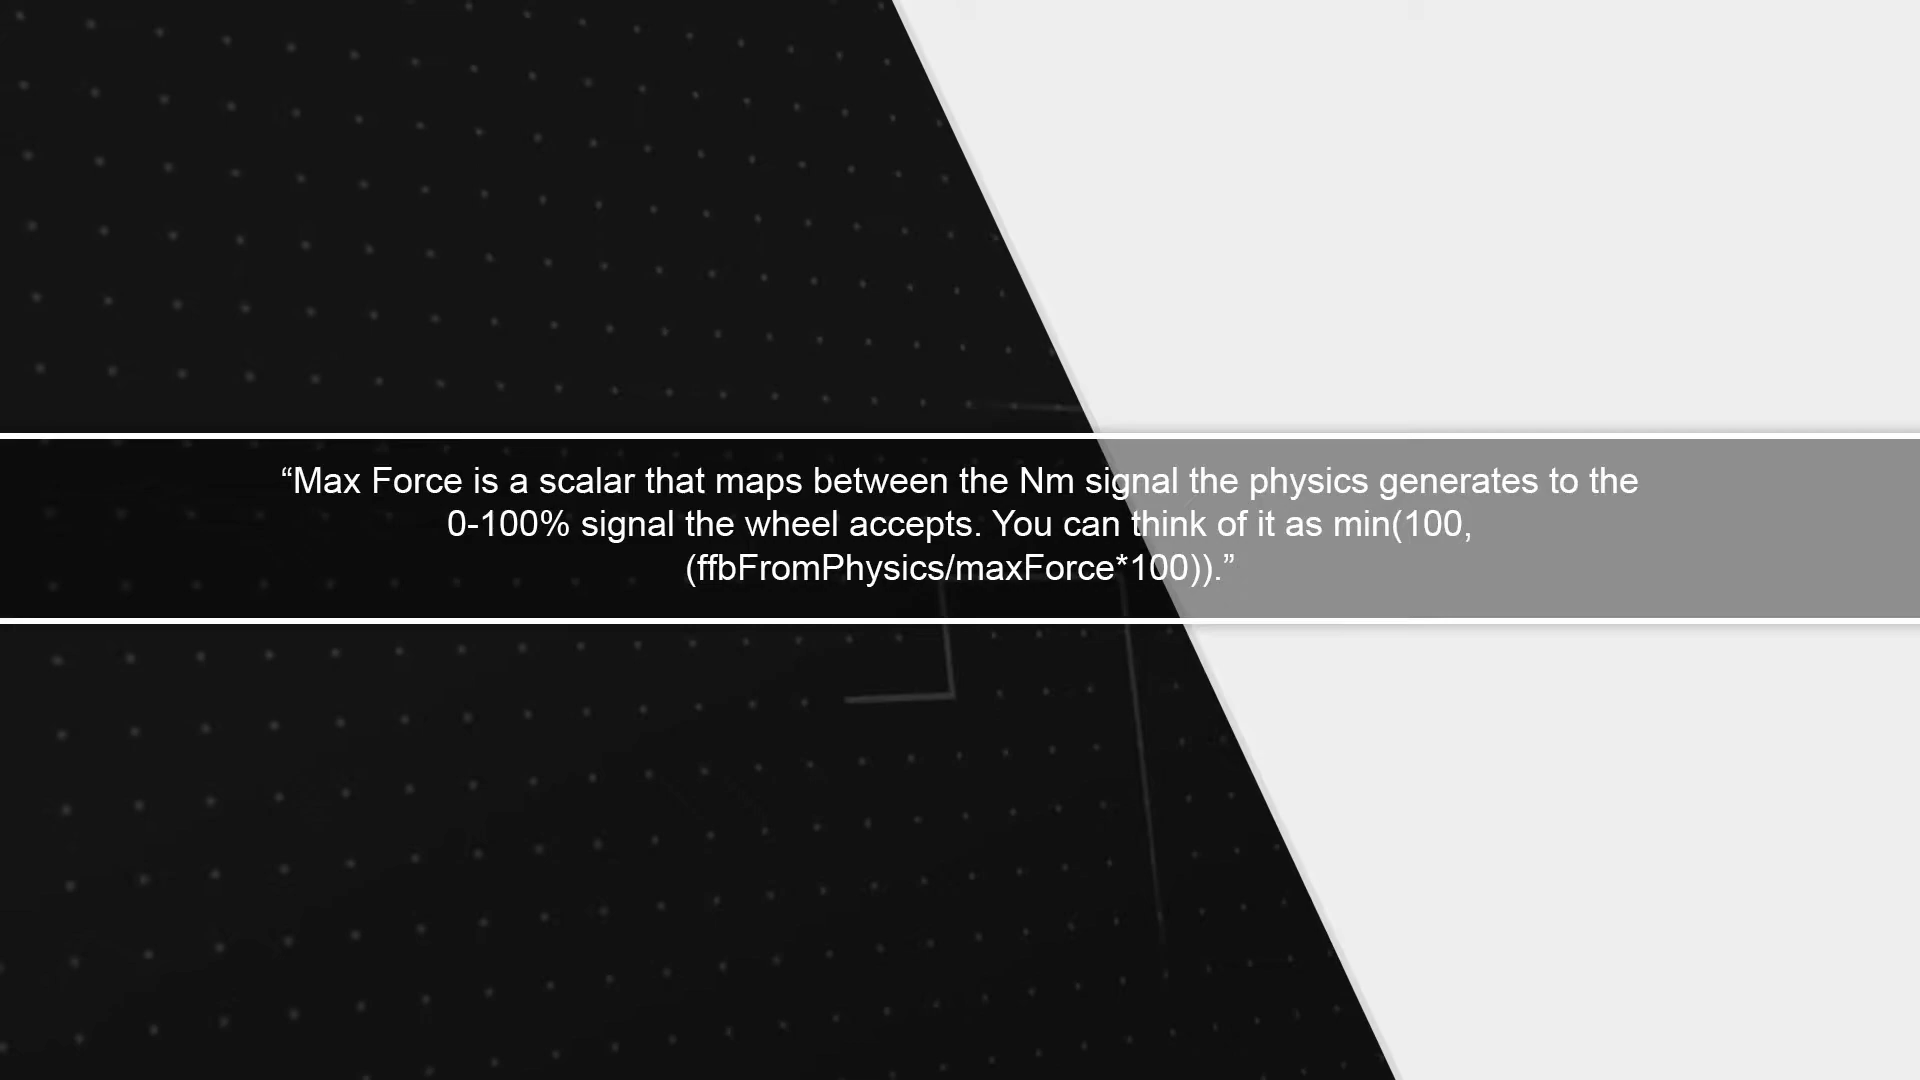 “Max Force is a scalar that maps between the Nm signal the physics generates to the
0-100% signal the wheel accepts. You can think of it as min(100,
(ffbFromPhysics/maxForce*100)).”